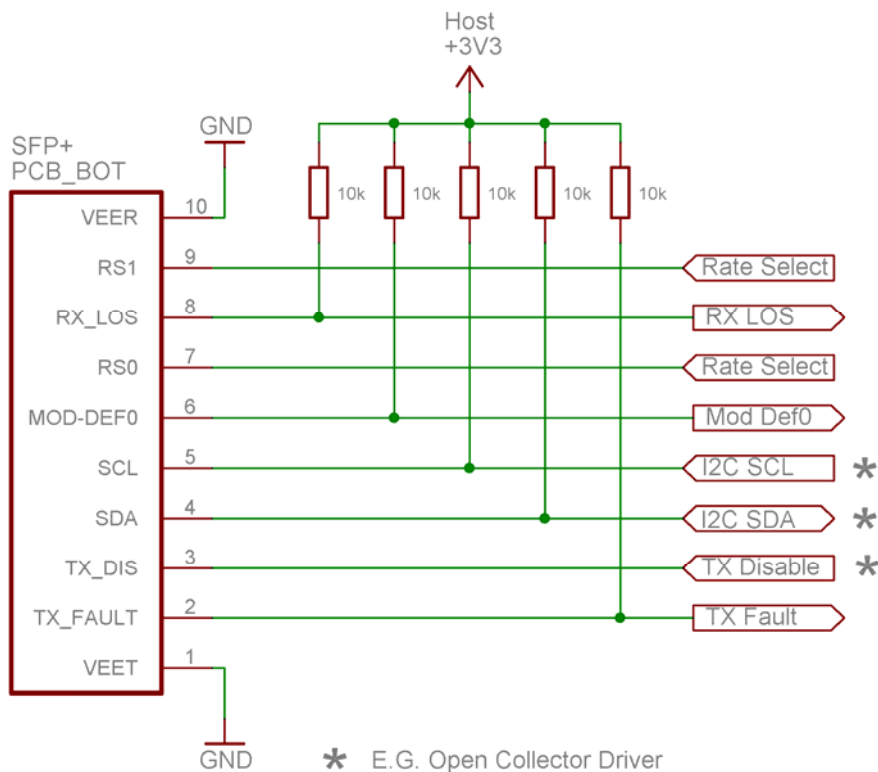 Host
+3V3
GND
SFP+
PCB_BOT
10k
10k
10k
10k
10k
VEER
10
RS1
9
Rate Select
RX_LOS
8
RX LOS
RS0
7
Rate Select
MOD-DEF0
6
Mod Def0
SCL
5
I2C SCL
*
SDA
4
I2C SDA
*
TX_DIS
3
TX Disable
*
TX_FAULT
2
TX Fault
VEET
1
GND
* E.G. Open Collector Driver